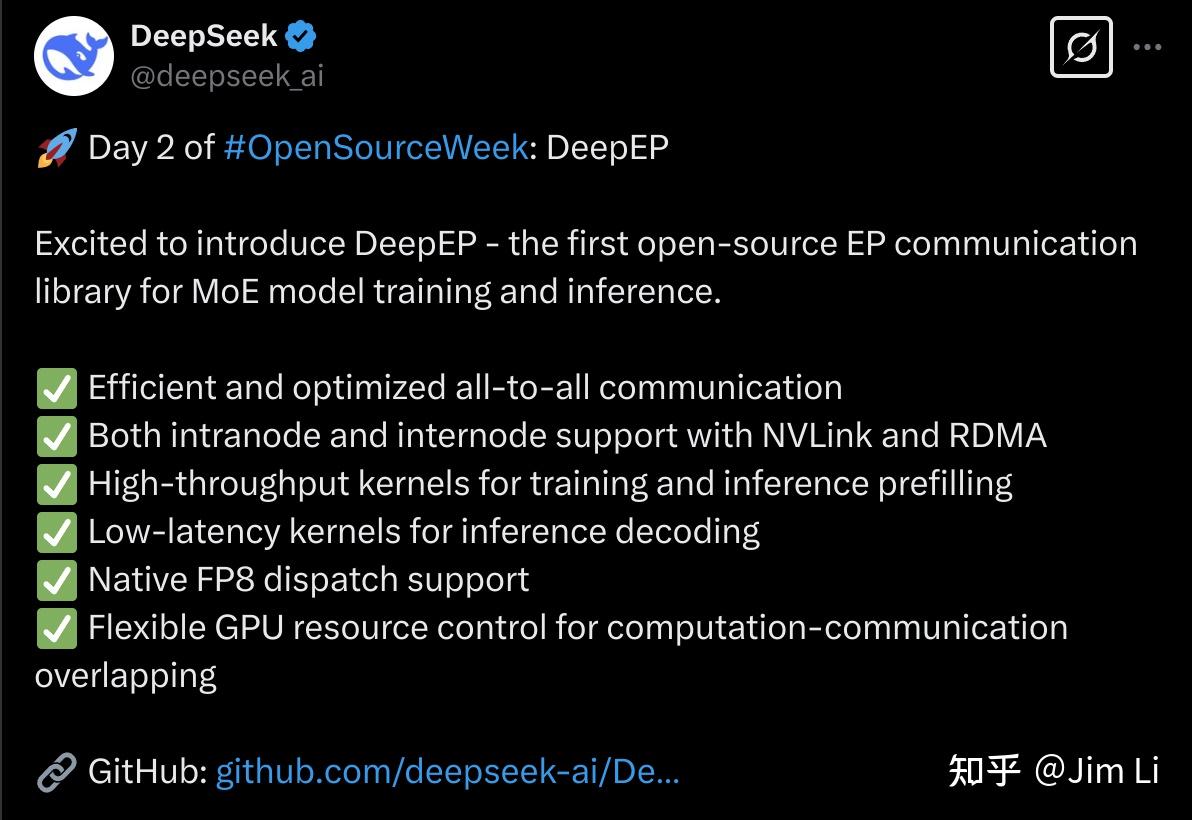 DeepSeek
@deepseek_ai
🚀 Day 2 of #OpenSourceWeek: DeepEP
Excited to introduce DeepEP - the first open-source EP communication
library for MoE model training and inference.
✅ Efficient and optimized all-to-all communication
✅ Both intranode and internode support with NVLink and RDMA
✅ High-throughput kernels for training and inference prefilling
✅ Low-latency kernels for inference decoding
✅ Native FP8 dispatch support
✅ Flexible GPU resource control for computation-communication
overlapping
🔗 GitHub: github.com/deepseek-ai/De...
知乎 @Jim Li